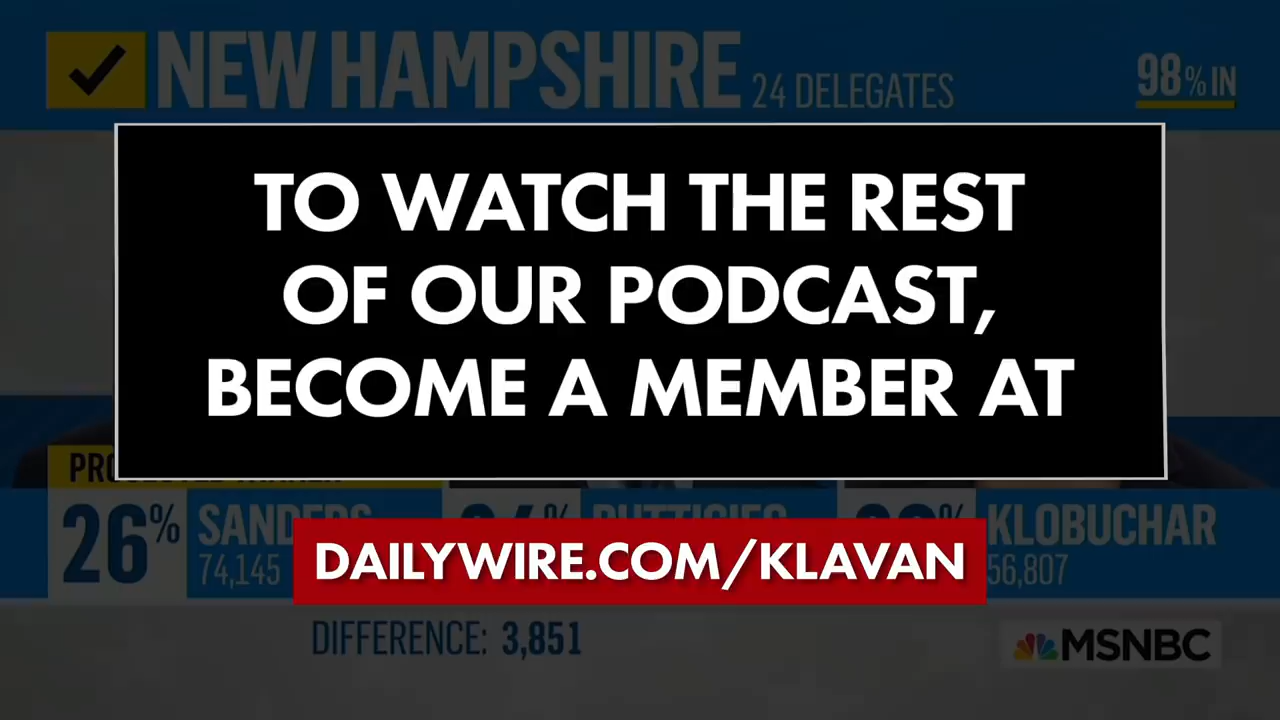 NEW HAMPSHIRE 24 DELEGATES 98% IN
TO WATCH THE REST
OF OUR PODCAST,
BECOME A MEMBER AT
26% SANDERS KLOBUCHAR
74,145 56,807
DAILYWIRE.COM/KLAVAN
DIFFERENCE: 3,851
MSNBC